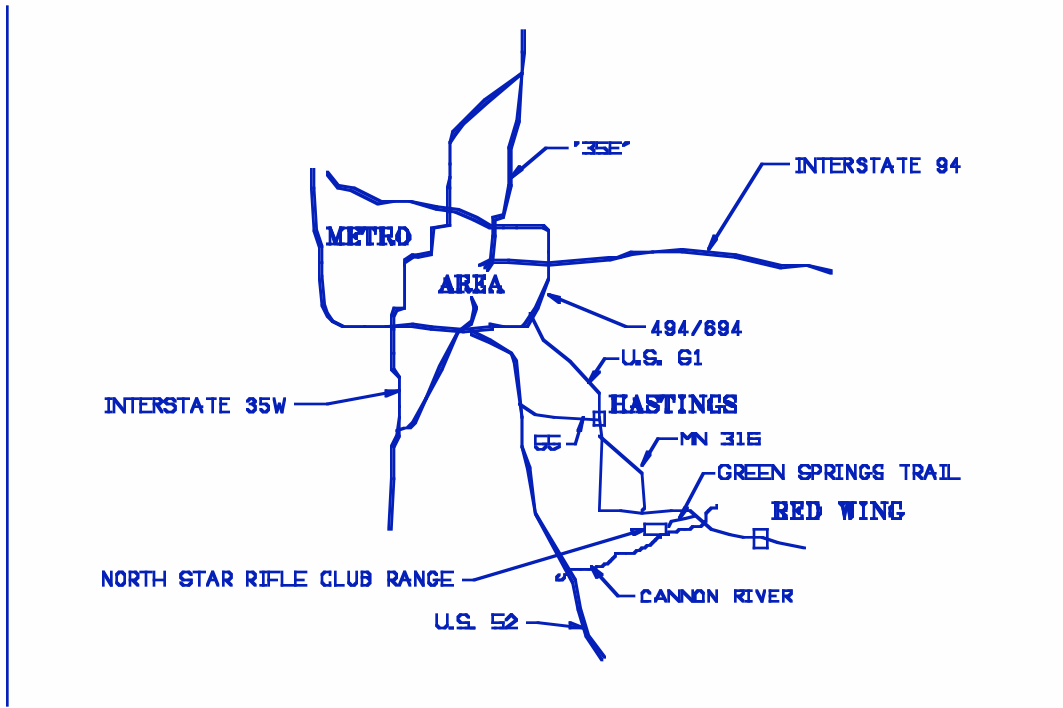 "35E"
INTERSTATE 94
METRO
AREA
494/694
U.S. 61
INTERSTATE 35W
HASTINGS
55
MN 316
GREEN SPRINGS TRAIL
RED WING
NORTH STAR RIFLE CLUB RANGE
CANNON RIVER
U.S. 52